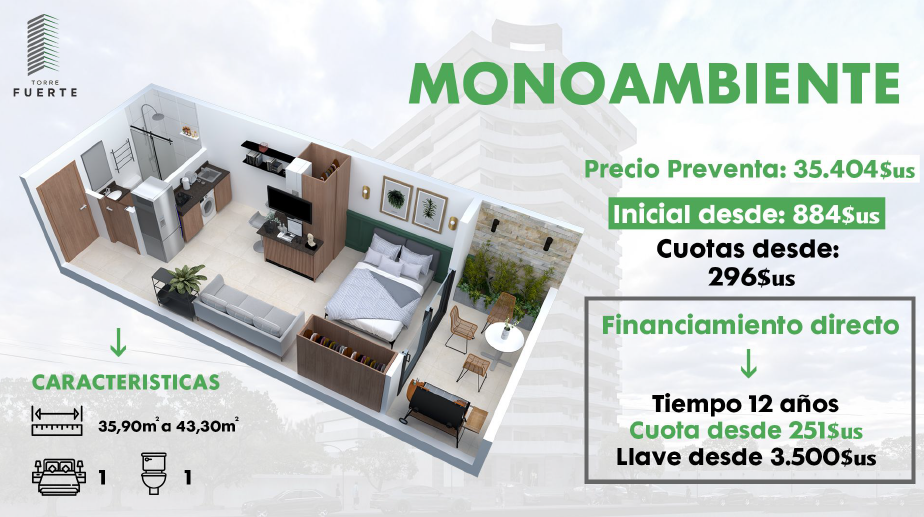 TORRE
FUERTE
MONOAMBIENTE
Precio Preventa: 35.404$us
Inicial desde: 884$us
Cuotas desde:
296$us
Financiamiento directo
Tiempo 12 años
Cuota desde 251$us
Llave desde 3.500$us
CARACTERISTICAS
35,90m² a 43,30m²
1
1